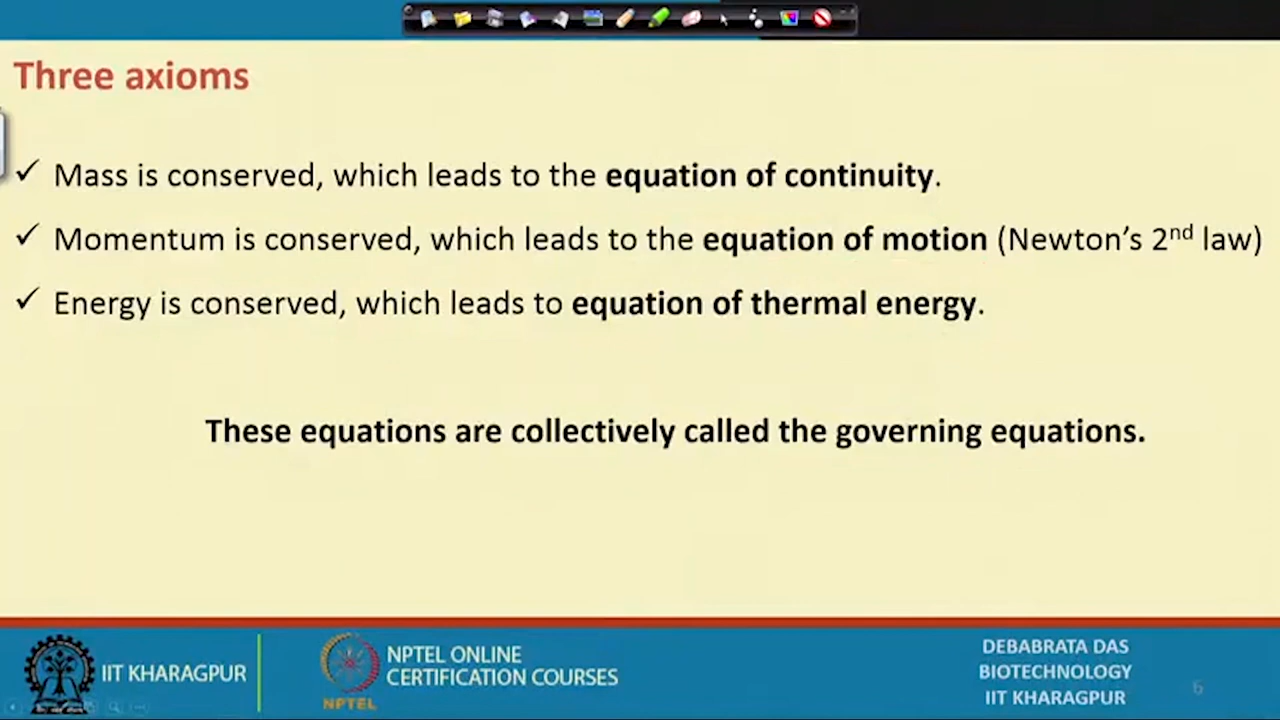 Three axioms
✓ Mass is conserved, which leads to the equation of continuity.
✓ Momentum is conserved, which leads to the equation of motion (Newton's 2nd law)
✓ Energy is conserved, which leads to equation of thermal energy.
These equations are collectively called the governing equations.
IIT KHARAGPUR
NPTEL
NPTEL ONLINE
CERTIFICATION COURSES
DEBABRATA DAS
BIOTECHNOLOGY
IIT KHARAGPUR
6